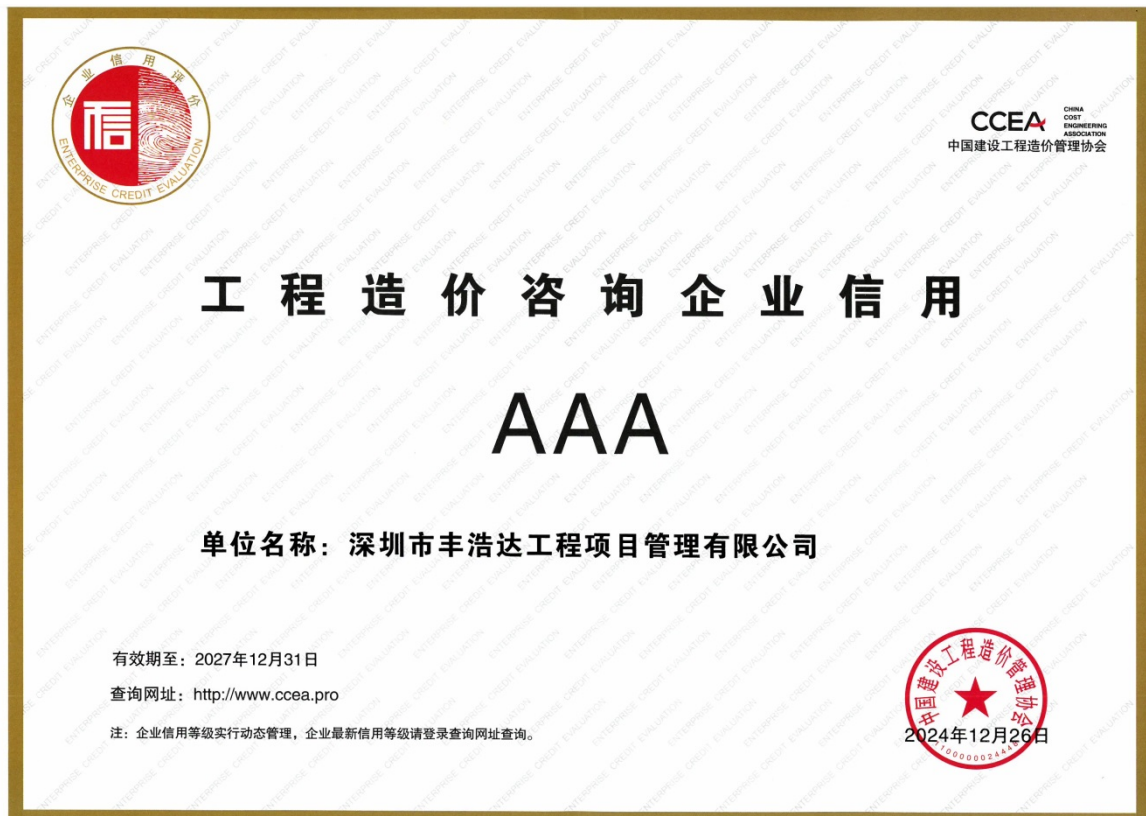 企业信用评价
信
ENTERPRISE CREDIT EVALUATION
CCEA
CHINA
COST
ENGINEERING
ASSOCIATION
中国建设工程造价管理协会
工程造价咨询企业信用
AAA
单位名称：深圳市丰浩达工程项目管理有限公司
有效期至：2027年12月31日
查询网址：http://www.ccea.pro
注：企业信用等级实行动态管理，企业最新信用等级请登录查询网址查询。
中国建设工程造价管理协会
2024年12月26日